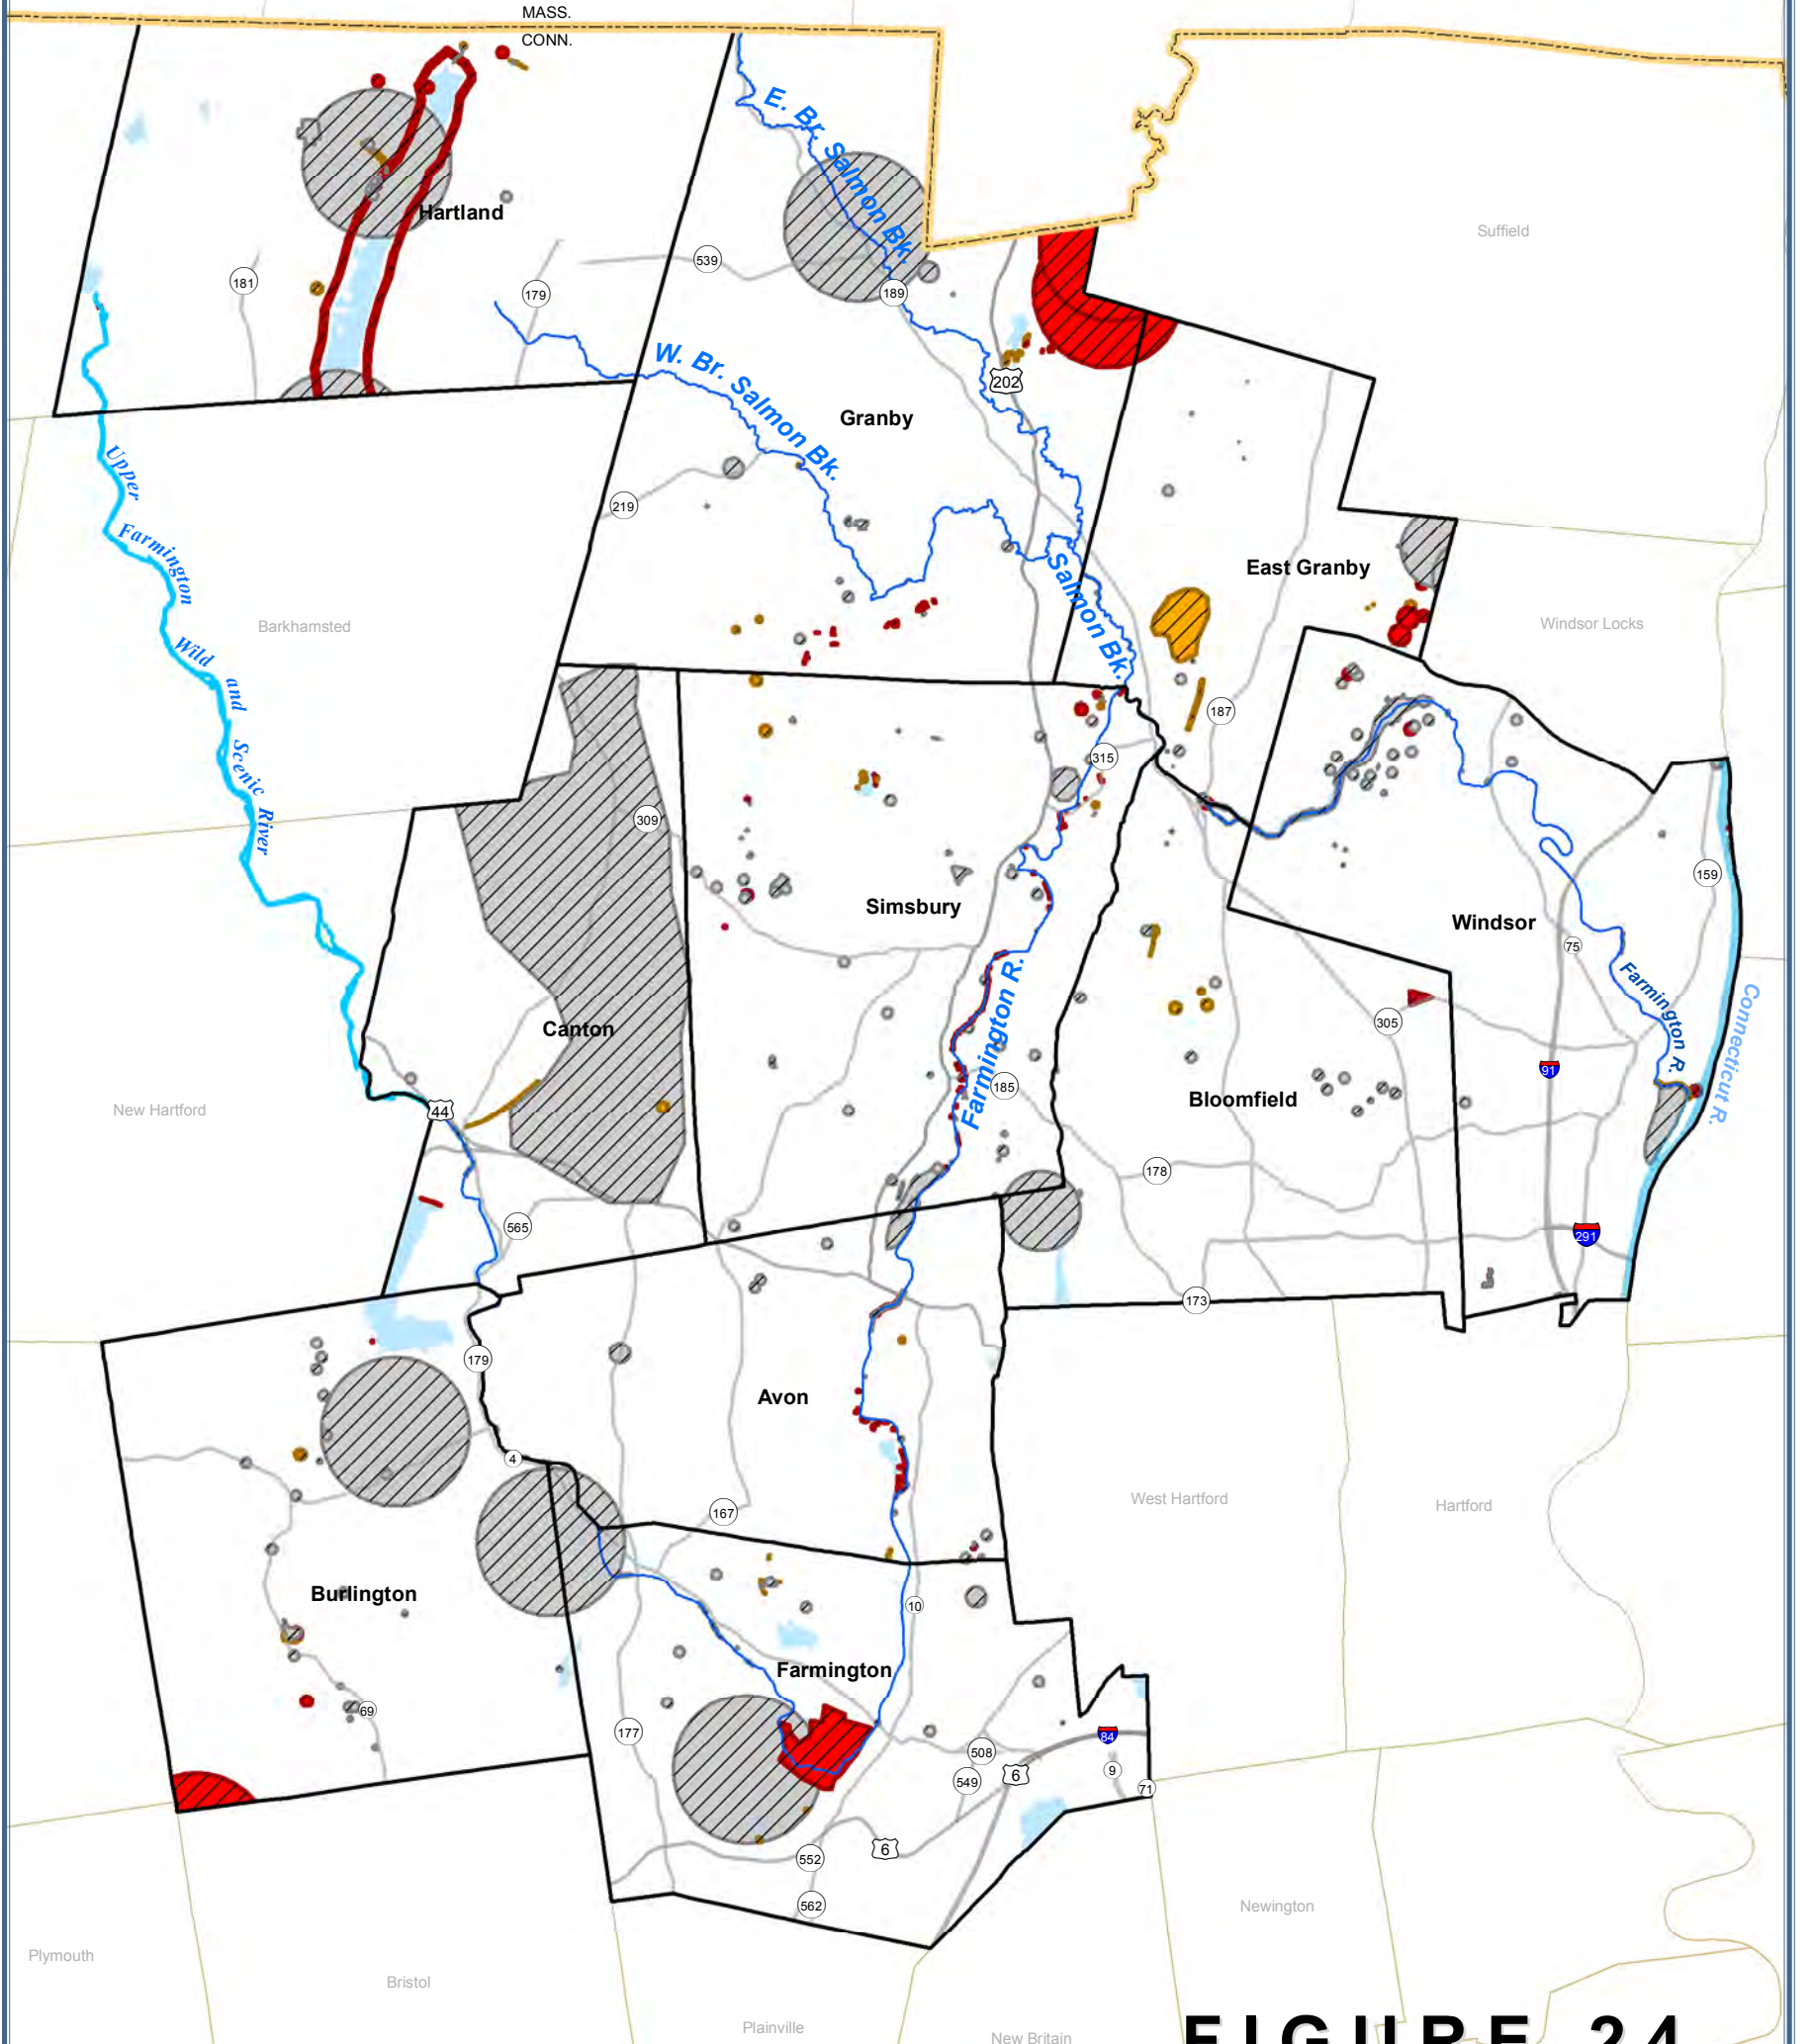 MASS.
CONN.
E. Br. Salmon Bk.
Hartland
Suffield
539
181
179
189
W. Br. Salmon Bk.
202
Granby
Upper
Farmington
Wild
and
Scenic River
219
Salmon Bk.
East Granby
Barkhamsted
Windsor Locks
187
315
309
159
Simsbury
Windsor
75
Farmington R.
Farmington R.
Connecticut R.
305
Canton
91
185
Bloomfield
New Hartford
44
178
565
291
173
179
Avon
4
167
West Hartford
Hartford
Burlington
10
Farmington
69
177
84
508
6
9
549
71
6
552
562
Newington
Plymouth
Bristol
Plainville
New Britain
FIGURE 24